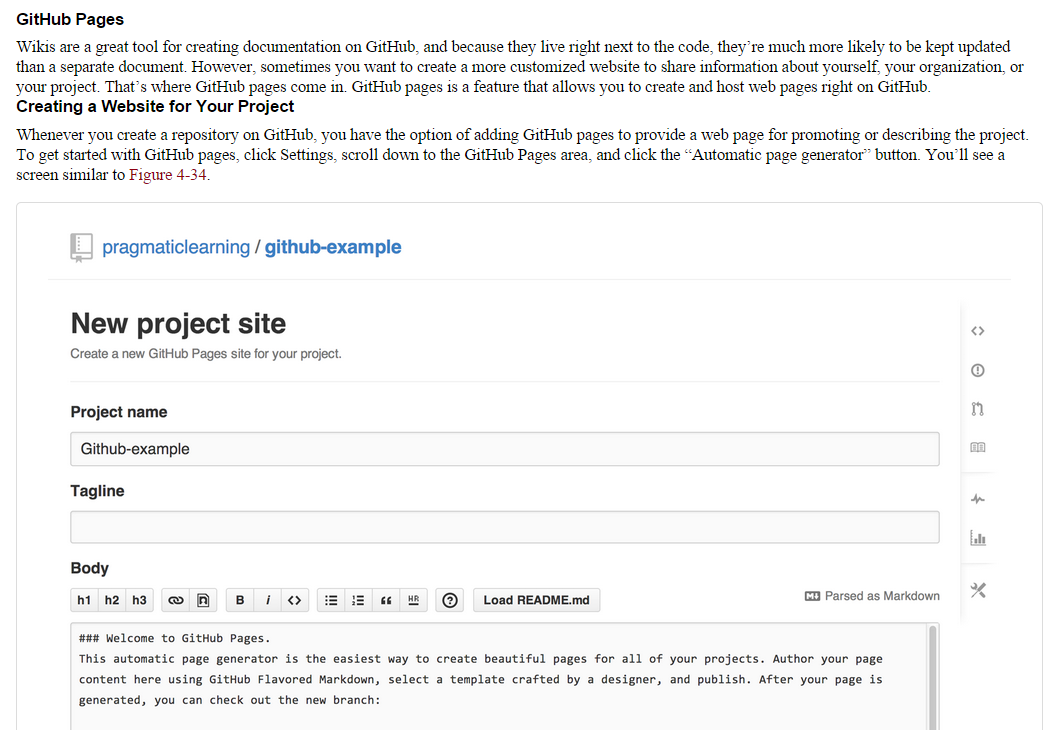 GitHub Pages
Wikis are a great tool for creating documentation on GitHub, and because they live right next to the code, they’re much more likely to be kept updated
than a separate document. However, sometimes you want to create a more customized website to share information about yourself, your organization, or
your project. That’s where GitHub pages come in. GitHub pages is a feature that allows you to create and host web pages right on GitHub.
Creating a Website for Your Project
Whenever you create a repository on GitHub, you have the option of adding GitHub pages to provide a web page for promoting or describing the project.
To get started with GitHub pages, click Settings, scroll down to the GitHub Pages area, and click the “Automatic page generator” button. You’ll see a
screen similar to Figure 4-34.
pragmaticlearning / github-example
New project site
Create a new GitHub Pages site for your project.
Project name
Github-example
Tagline
Body
h1 h2 h3 B i <> “ HR ? Load README.md Parsed as Markdown
### Welcome to GitHub Pages.
This automatic page generator is the easiest way to create beautiful pages for all of your projects. Author your page
content here using GitHub Flavored Markdown, select a template crafted by a designer, and publish. After your page is
generated, you can check out the new branch: